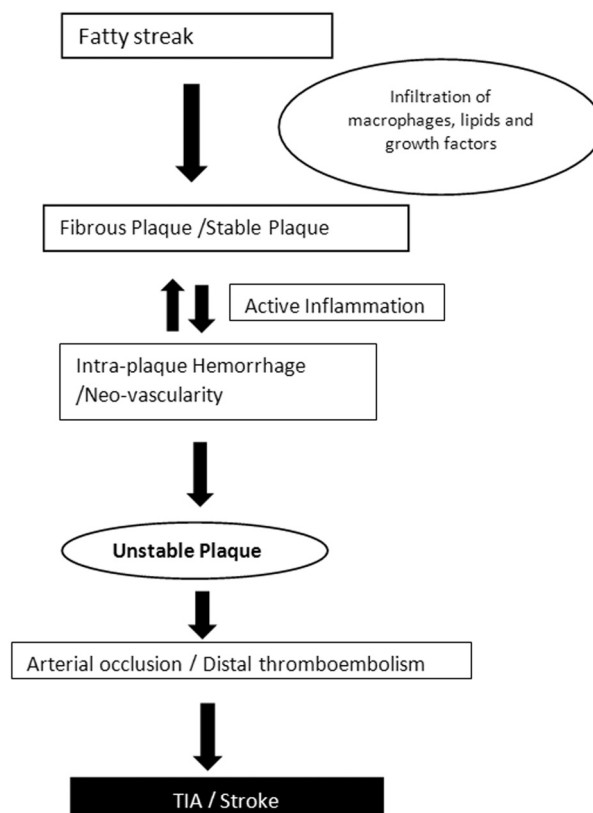 Fatty streak
Infiltration of
macrophages, lipids and
growth factors
Fibrous Plaque /Stable Plaque
Active Inflammation
Intra-plaque Hemorrhage
/Neo-vascularity
Unstable Plaque
Arterial occlusion / Distal thromboembolism
TIA / Stroke